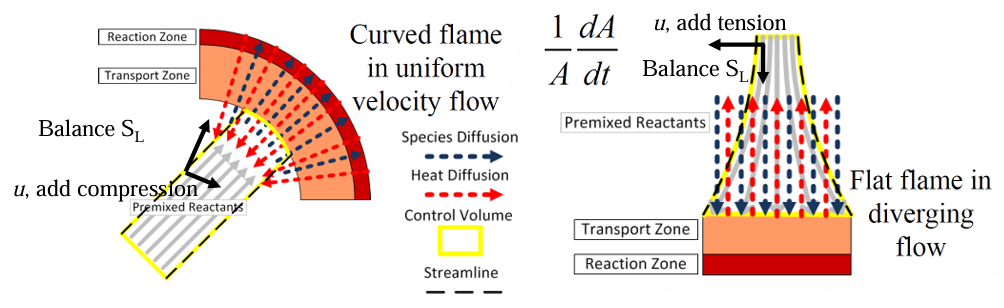 Reaction Zone
Transport Zone
Curved flame
in uniform
velocity flow
Balance S_L
u, add compression
Premixed Reactants
Species Diffusion
Heat Diffusion
Control Volume
Streamline
1 dA
A dt
u, add tension
Balance S_L
Premixed Reactants
Flat flame in
diverging
flow
Transport Zone
Reaction Zone